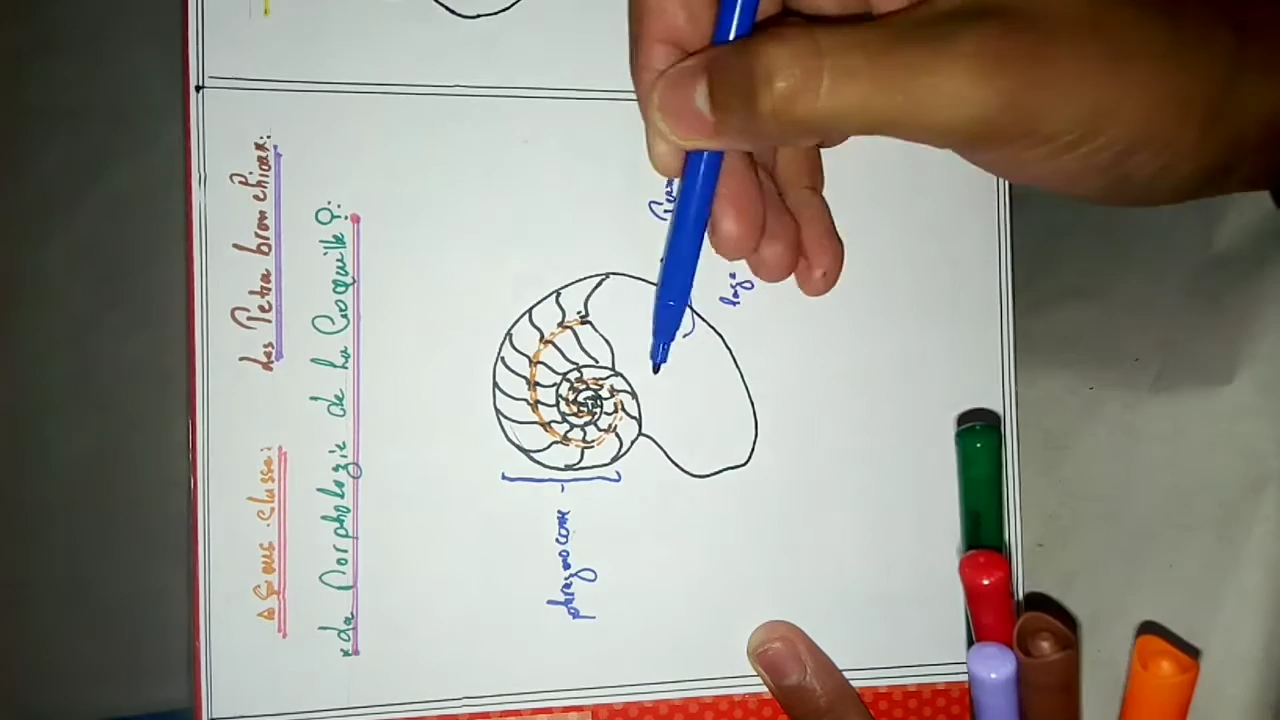 Sous.classe: Les Tetrabranchiaux:
* La Morphologie de la Coquille ♀:
phragmocone
loge